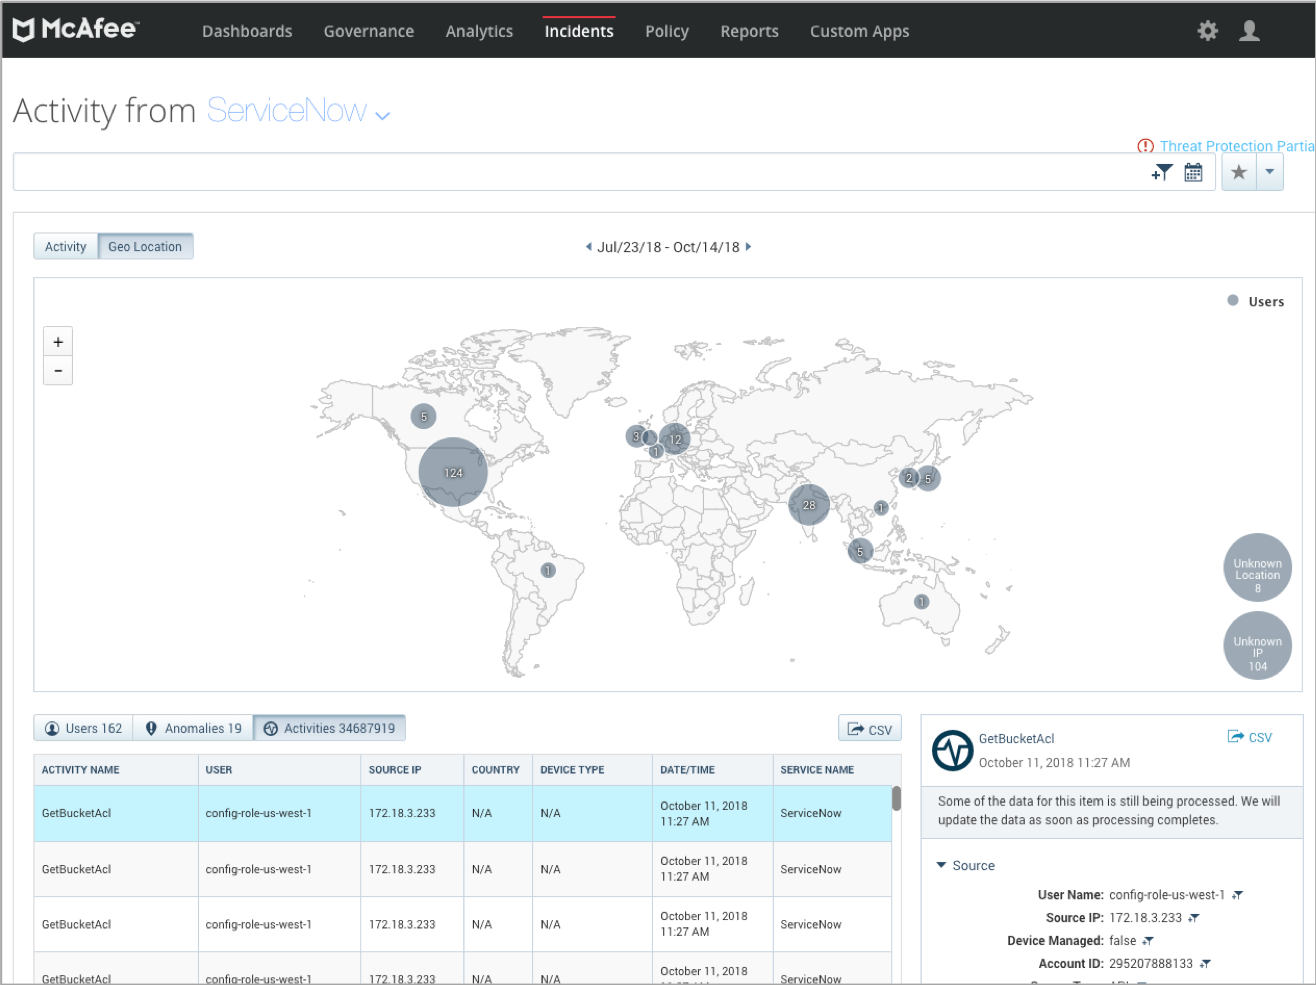 McAfee™ Dashboards Governance Analytics Incidents Policy Reports Custom Apps
Activity from ServiceNow
Threat Protection Partia
Activity Geo Location Jul/23/18 - Oct/14/18
Users
+
-
5
3
12
1
124
2
5
28
1
5
1
1
Unknown
Location
8
Unknown
IP
104
Users 162 Anomalies 19 Activities 34687919 CSV
ACTIVITY NAME USER SOURCE IP COUNTRY DEVICE TYPE DATE/TIME SERVICE NAME
GetBucketAcl config-role-us-west-1 172.18.3.233 N/A N/A October 11, 2018 11:27 AM ServiceNow
GetBucketAcl config-role-us-west-1 172.18.3.233 N/A N/A October 11, 2018 11:27 AM ServiceNow
GetBucketAcl config-role-us-west-1 172.18.3.233 N/A N/A October 11, 2018 11:27 AM ServiceNow
GetBucketAcl config-role-us-west-1 172.18.3.233 N/A N/A October 11, 2018 ServiceNow
GetBucketAcl CSV
October 11, 2018 11:27 AM
Some of the data for this item is still being processed. We will
update the data as soon as processing completes.
Source
User Name: config-role-us-west-1
Source IP: 172.18.3.233
Device Managed: false
Account ID: 295207888133